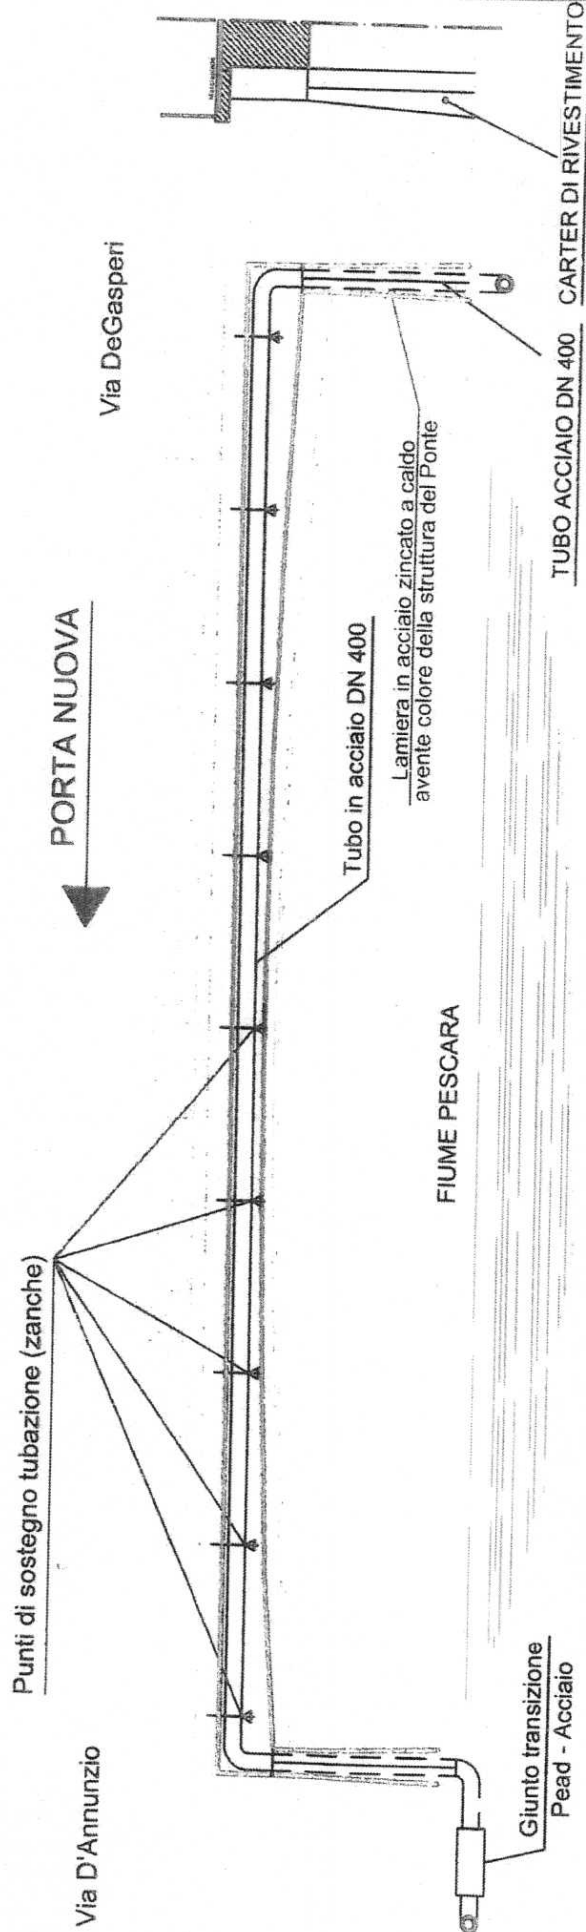 Punti di sostegno tubazione (zanche)
Via D'Annunzio
PORTA NUOVA
Via DeGasperi
Tubo in acciaio DN 400
Lamiera in acciaio zincato a caldo
avente colore della struttura del Ponte
FIUME PESCARA
Giunto transizione
Pead - Acciaio
TUBO ACCIAIO DN 400
CARTER DI RIVESTIMENTO